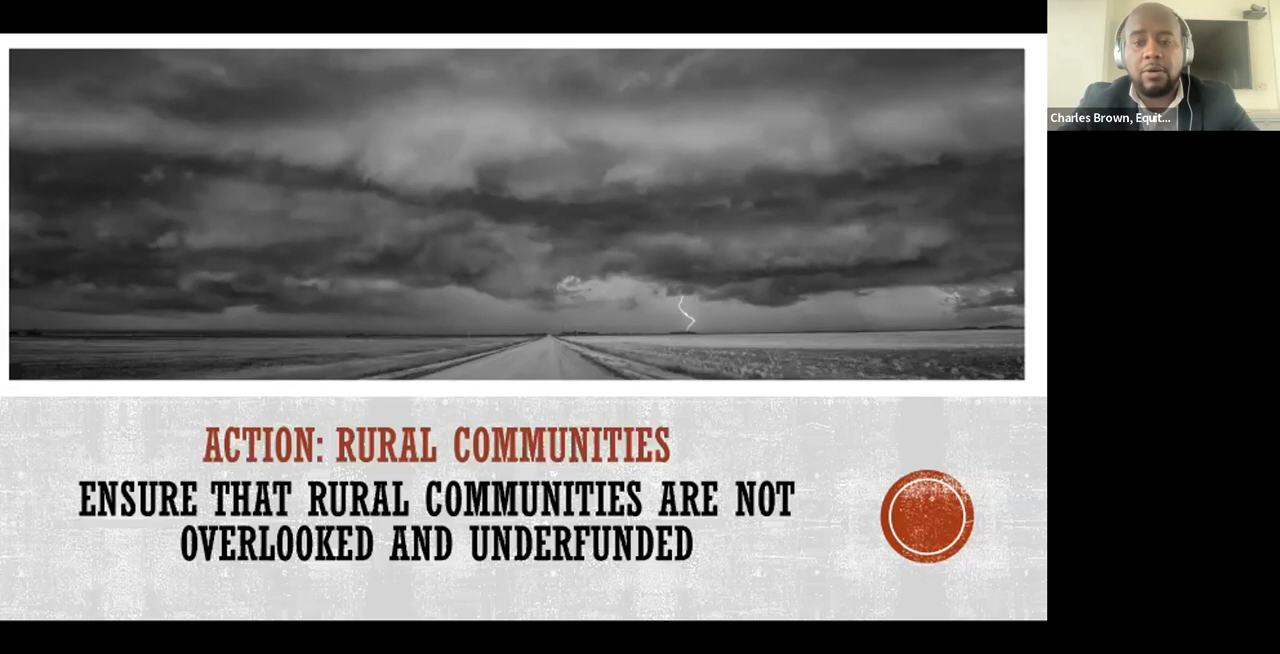 Charles Brown, Equit...
ACTION: RURAL COMMUNITIES
ENSURE THAT RURAL COMMUNITIES ARE NOT
OVERLOOKED AND UNDERFUNDED